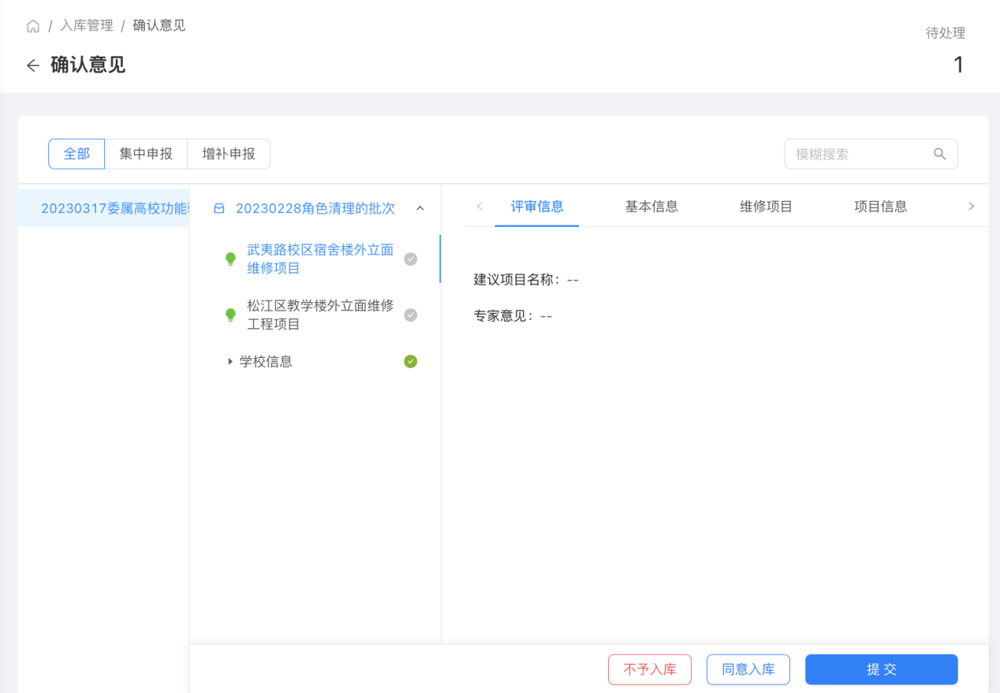 / 入库管理 / 确认意见
待处理
确认意见
1
全部 集中申报 增补申报
模糊搜索
20230317委属高校功能
20230228角色清理的批次
评审信息 基本信息 维修项目 项目信息
武夷路校区宿舍楼外立面
维修项目
松江区教学楼外立面维修
工程项目
学校信息
建议项目名称：--
专家意见：--
不予入库 同意入库 提 交